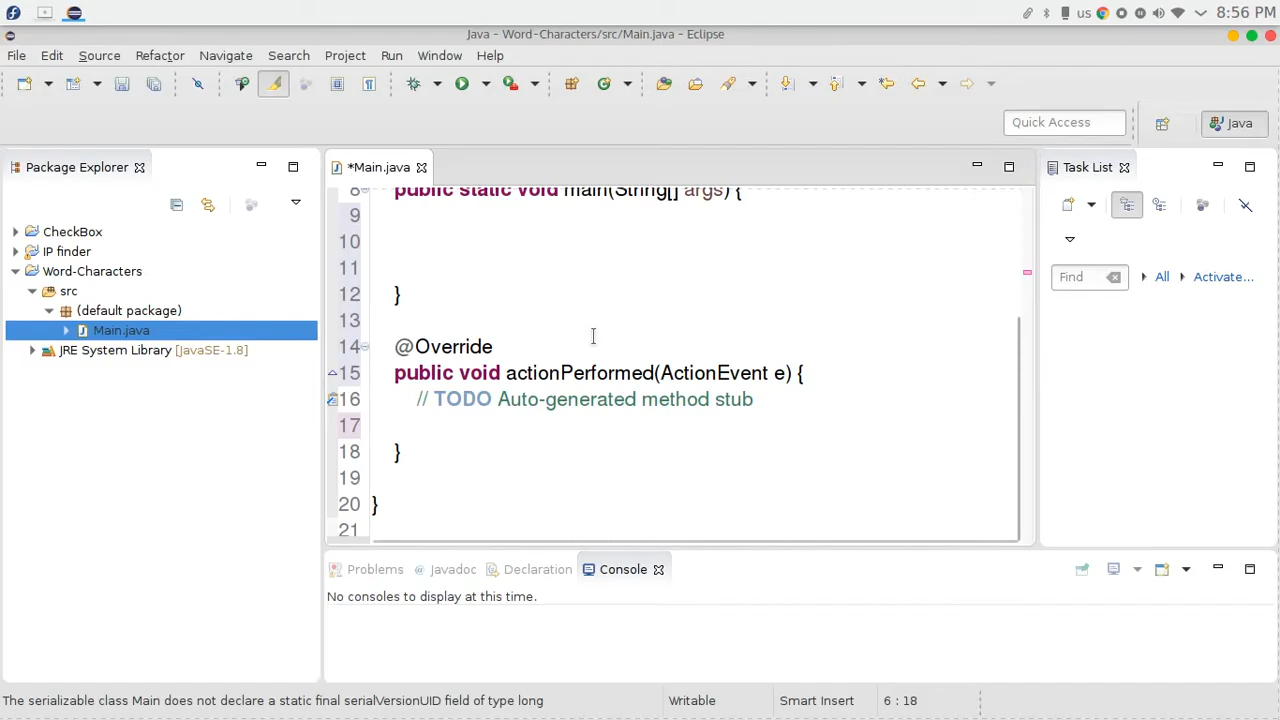 us
8:56 PM
Java - Word-Characters/src/Main.java - Eclipse
File Edit Source Refactor Navigate Search Project Run Window Help
Quick Access
Java
Package Explorer
*Main.java
Task List
CheckBox
IP finder
Word-Characters
src
(default package)
Main.java
JRE System Library [JavaSE-1.8]
8 public static void main(String[] args) {
9
10
11
12 }
13
14 @Override
15 public void actionPerformed(ActionEvent e) {
16 // TODO Auto-generated method stub
17
18 }
19
20 }
21
Find
All
Activate...
Problems
Javadoc
Declaration
Console
No consoles to display at this time.
The serializable class Main does not declare a static final serialVersionUID field of type long
Writable
Smart Insert
6 : 18